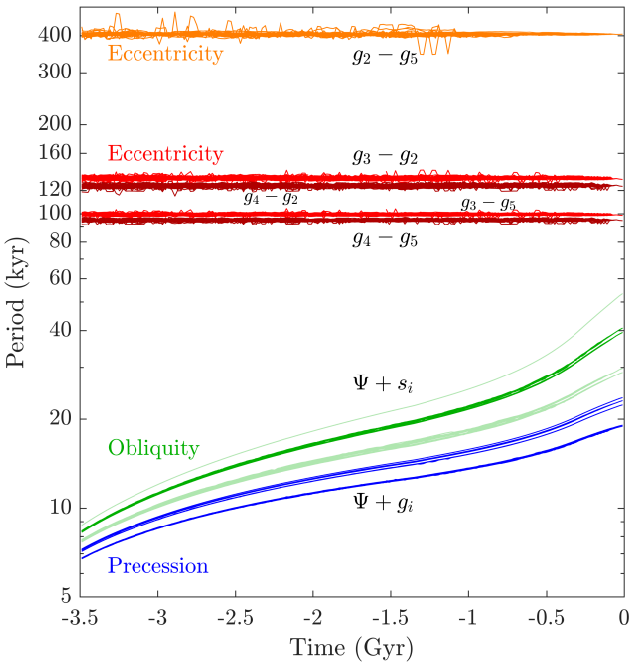 400
Eccentricity
g₂ − g₅
300
200
160
Eccentricity
g₃ − g₂
120
g₄ − g₂
g₃ − g₅
100
g₄ − g₅
80
60
Period (kyr)
40
Ψ + sᵢ
20
Obliquity
10
Ψ + gᵢ
Precession
5
-3.5 -3 -2.5 -2 -1.5 -1 -0.5 0
Time (Gyr)